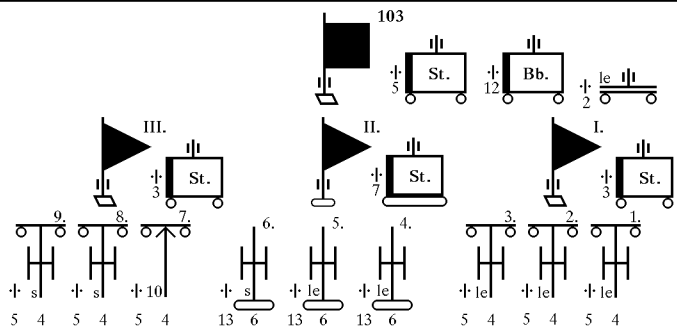 103
St. Bb. le
5 12 2
III. II. I.
St. St. St.
3 7 3
9. 8. 7. 6. 5. 4. 3. 2. 1.
s s 10 s le le le le le
5 4 5 4 4 13 6 13 6 13 6 5 4 5 4 5 4